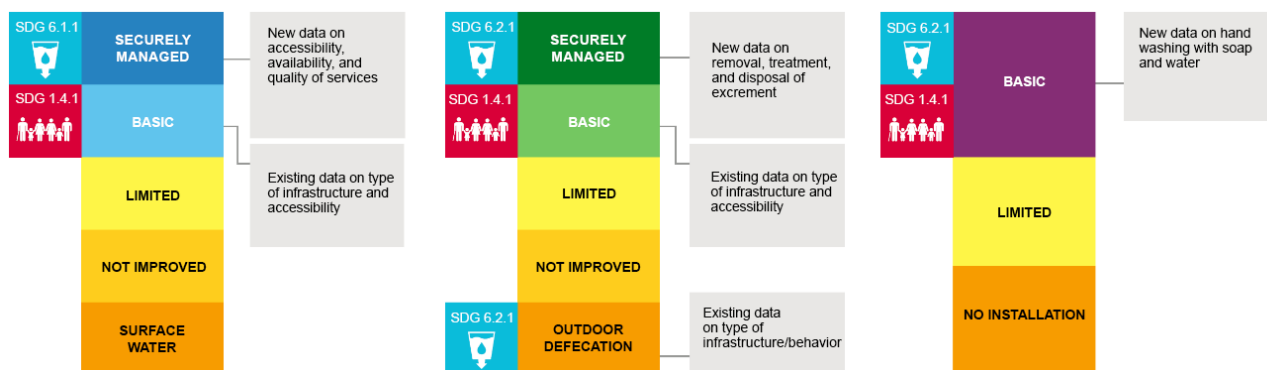 SDG 6.1.1
SECURELY
MANAGED
New data on
accessibility,
availability, and
quality of services
SDG 1.4.1
BASIC
Existing data on type
of infrastructure and
accessibility
LIMITED
NOT IMPROVED
SURFACE
WATER
SDG 6.2.1
SECURELY
MANAGED
New data on
removal, treatment,
and disposal of
excrement
SDG 1.4.1
BASIC
Existing data on type
of infrastructure and
accessibility
LIMITED
NOT IMPROVED
SDG 6.2.1
OUTDOOR
DEFECATION
Existing data
on type of
infrastructure/behavior
SDG 6.2.1
SDG 1.4.1
BASIC
New data on hand
washing with soap
and water
LIMITED
NO INSTALLATION